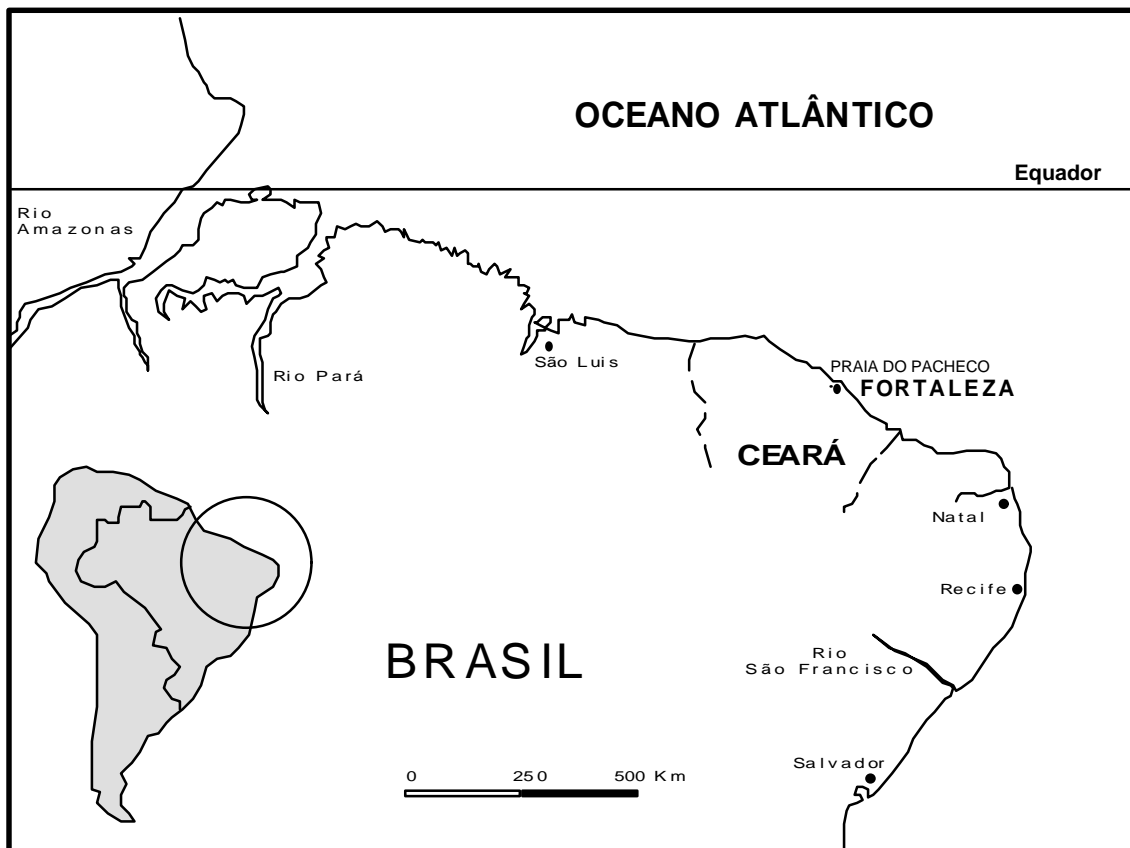 OCEANO ATLÂNTICO
Equador
Rio
Amazonas
São Luis
PRAIA DO PACHECO
Rio Pará
FORTALEZA
CEARÁ
Natal
Recife
BRASIL
Rio
São Francisco
Salvador
0 250 500 Km